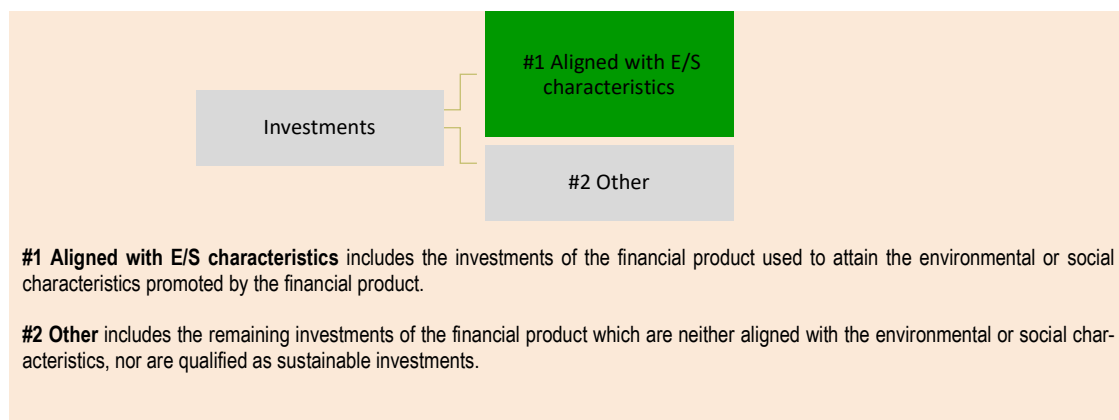 #1 Aligned with E/S
characteristics
Investments
#2 Other
#1 Aligned with E/S characteristics includes the investments of the financial product used to attain the environmental or social
characteristics promoted by the financial product.
#2 Other includes the remaining investments of the financial product which are neither aligned with the environmental or social char-
acteristics, nor are qualified as sustainable investments.